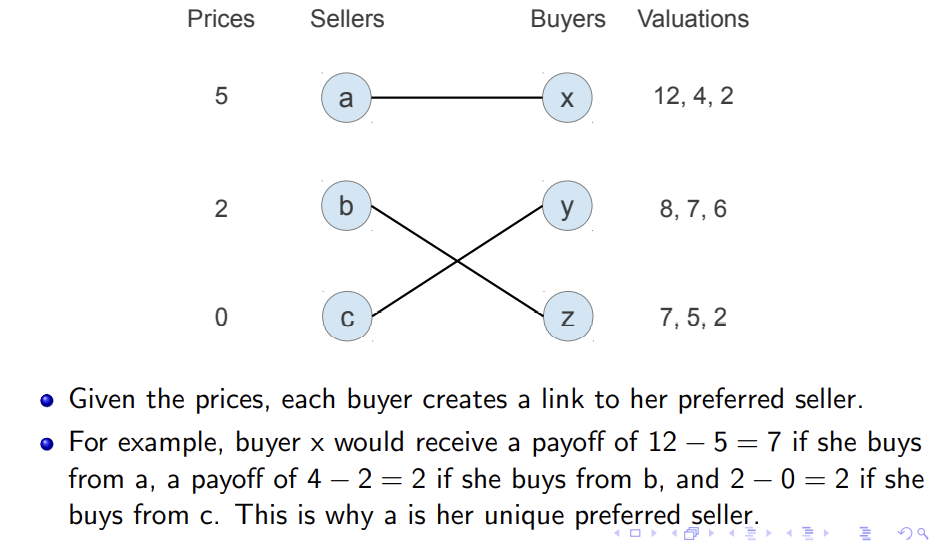 Prices Sellers Buyers Valuations
5 a x 12, 4, 2
2 b y 8, 7, 6
0 c z 7, 5, 2
Given the prices, each buyer creates a link to her preferred seller.
For example, buyer x would receive a payoff of 12 − 5 = 7 if she buys
from a, a payoff of 4 − 2 = 2 if she buys from b, and 2 − 0 = 2 if she
buys from c. This is why a is her unique preferred seller.